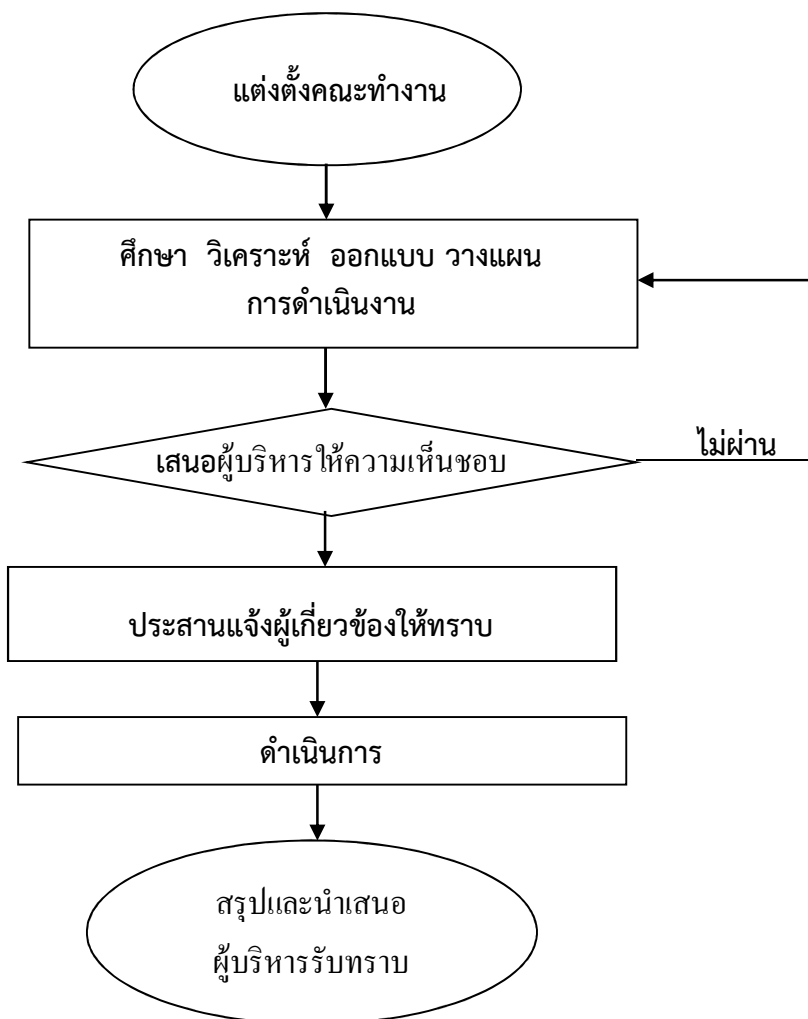 แต่งตั้งคณะทำงาน
ศึกษา วิเคราะห์ ออกแบบ วางแผน
การดำเนินงาน
เสนอผู้บริหารให้ความเห็นชอบ
ไม่ผ่าน
ประสานแจ้งผู้เกี่ยวข้องให้ทราบ
ดำเนินการ
สรุปและนำเสนอ
ผู้บริหารรับทราบ